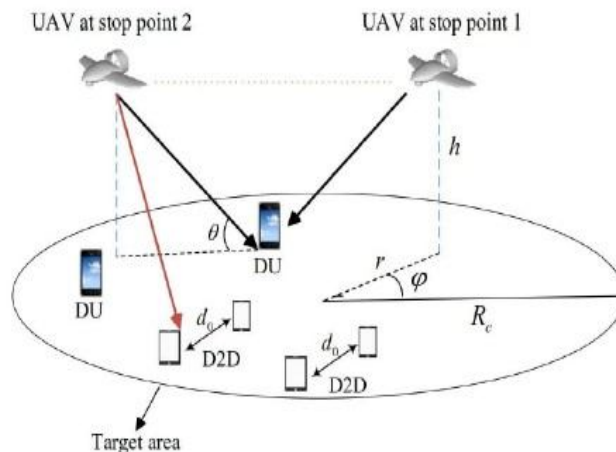 UAV at stop point 2
UAV at stop point 1
h
θ
DU
r
φ
DU
R_c
d_0
D2D
d_0
D2D
Target area